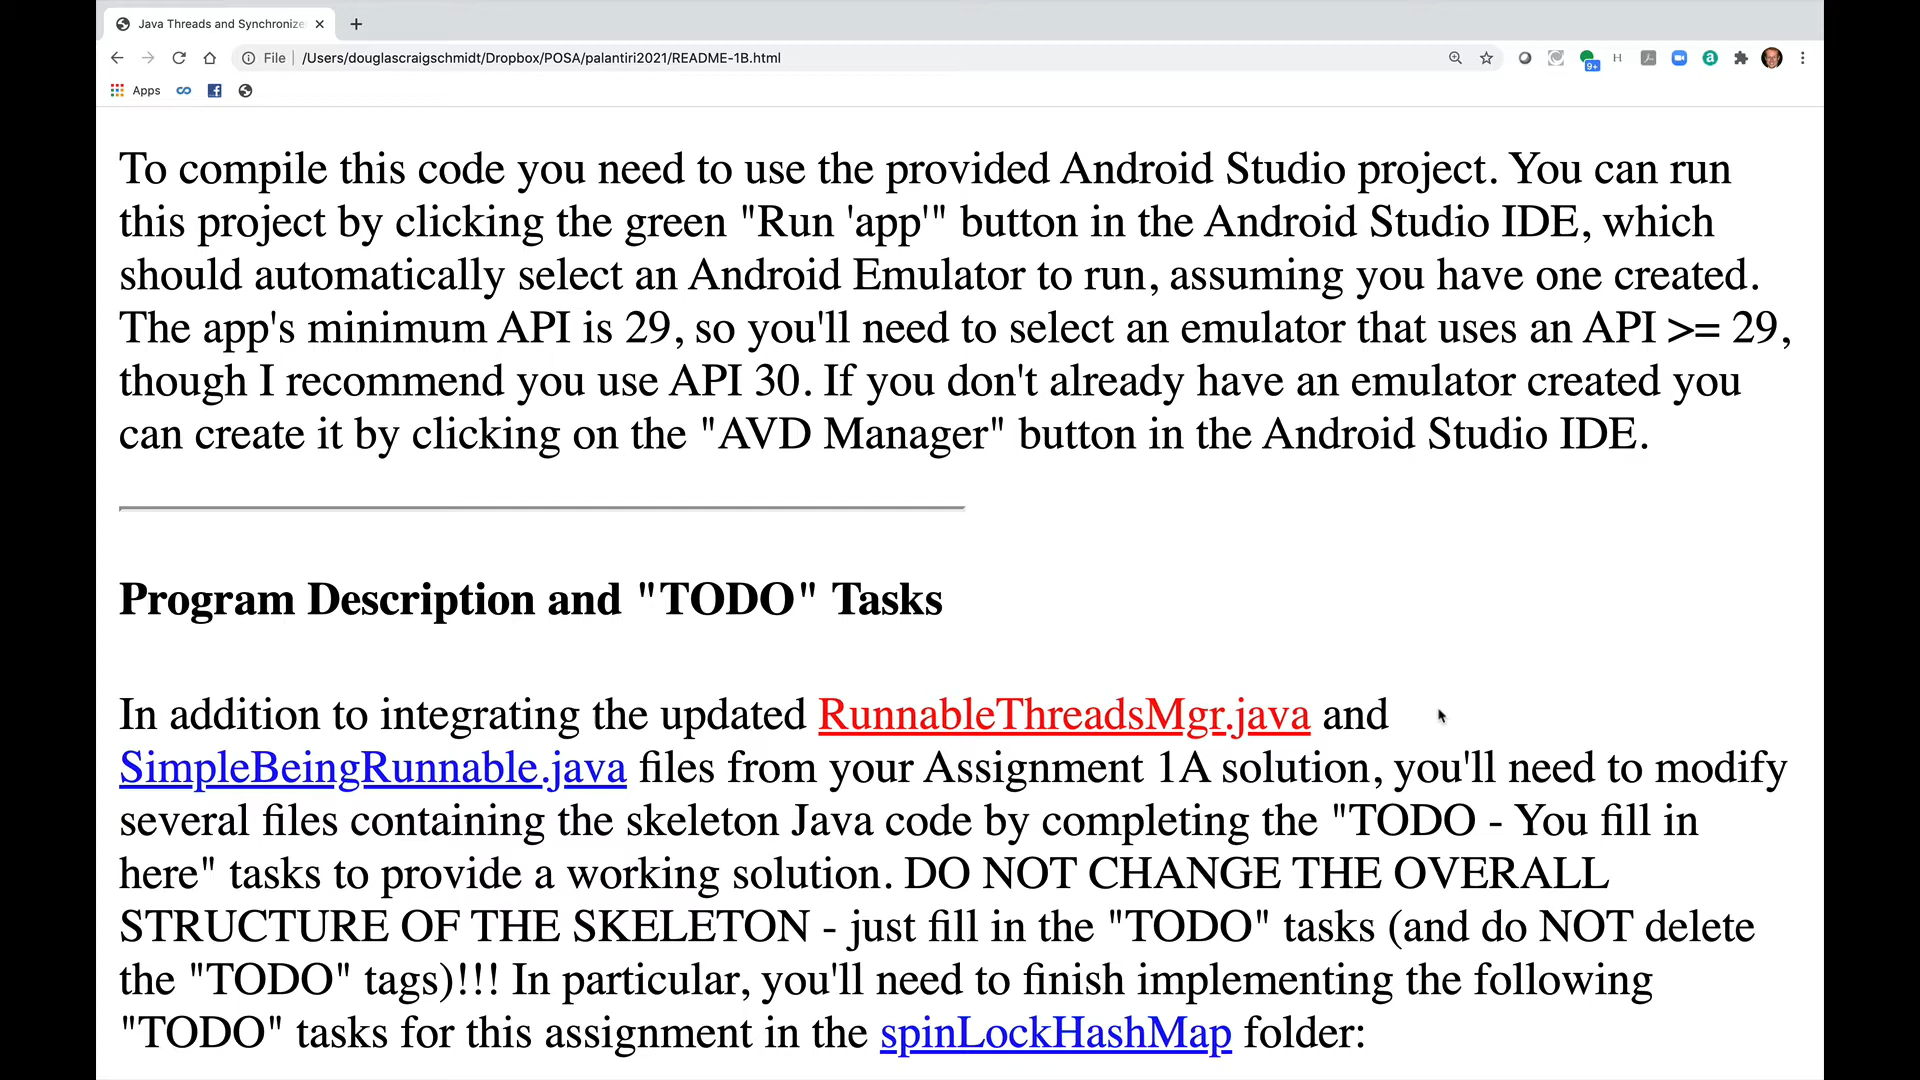 Java Threads and Synchronize
File /Users/douglascraigschmidt/Dropbox/POSA/palantiri2021/README-1B.html
9+
H
a
Apps
To compile this code you need to use the provided Android Studio project. You can run
this project by clicking the green "Run 'app'" button in the Android Studio IDE, which
should automatically select an Android Emulator to run, assuming you have one created.
The app's minimum API is 29, so you'll need to select an emulator that uses an API >= 29,
though I recommend you use API 30. If you don't already have an emulator created you
can create it by clicking on the "AVD Manager" button in the Android Studio IDE.
Program Description and "TODO" Tasks
In addition to integrating the updated RunnableThreadsMgr.java and
SimpleBeingRunnable.java files from your Assignment 1A solution, you'll need to modify
several files containing the skeleton Java code by completing the "TODO - You fill in
here" tasks to provide a working solution. DO NOT CHANGE THE OVERALL
STRUCTURE OF THE SKELETON - just fill in the "TODO" tasks (and do NOT delete
the "TODO" tags)!!! In particular, you'll need to finish implementing the following
"TODO" tasks for this assignment in the spinLockHashMap folder: